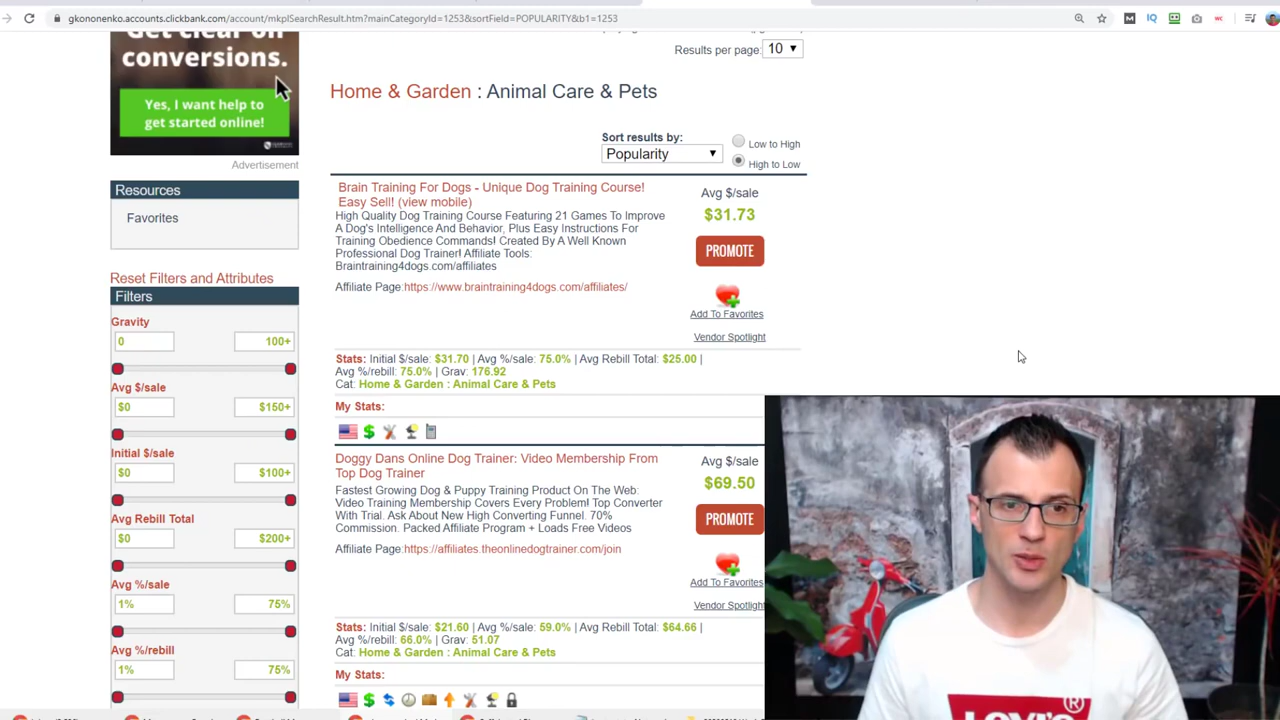 gkononenko.accounts.clickbank.com/account/mkplSearchResult.htm?mainCategoryId=1253&sortField=POPULARITY&b1=1253
Get clear on
conversions.
Yes, I want help to
get started online!
Advertisement
Resources
Favorites
Reset Filters and Attributes
Filters
Gravity
0 100+
Avg $/sale
$0 $150+
Initial $/sale
$0 $100+
Avg Rebill Total
$0 $200+
Avg %/sale
1% 75%
Avg %/rebill
1% 75%
Results per page: 10
Home & Garden : Animal Care & Pets
Sort results by:
Popularity
Low to High
High to Low
Brain Training For Dogs - Unique Dog Training Course!
Easy Sell! (view mobile)
High Quality Dog Training Course Featuring 21 Games To Improve
A Dog's Intelligence And Behavior, Plus Easy Instructions For
Training Obedience Commands! Created By A Well Known
Professional Dog Trainer! Affiliate Tools:
Braintraining4dogs.com/affiliates
Affiliate Page:https://www.braintraining4dogs.com/affiliates/
Avg $/sale
$31.73
PROMOTE
Add To Favorites
Vendor Spotlight
Stats: Initial $/sale: $31.70 | Avg %/sale: 75.0% | Avg Rebill Total: $25.00 |
Avg %/rebill: 75.0% | Grav: 176.92
Cat: Home & Garden : Animal Care & Pets
My Stats:
Doggy Dans Online Dog Trainer: Video Membership From
Top Dog Trainer
Fastest Growing Dog & Puppy Training Product On The Web:
Video Training Membership Covers Every Problem! Top Converter
With Trial. Ask About New High Converting Funnel. 70%
Commission. Packed Affiliate Program + Loads Free Videos
Affiliate Page:https://affiliates.theonlinedogtrainer.com/join
Avg $/sale
$69.50
PROMOTE
Add To Favorites
Vendor Spotlight
Stats: Initial $/sale: $21.60 | Avg %/sale: 59.0% | Avg Rebill Total: $64.66 |
Avg %/rebill: 66.0% | Grav: 51.07
Cat: Home & Garden : Animal Care & Pets
My Stats:
LEVI'S